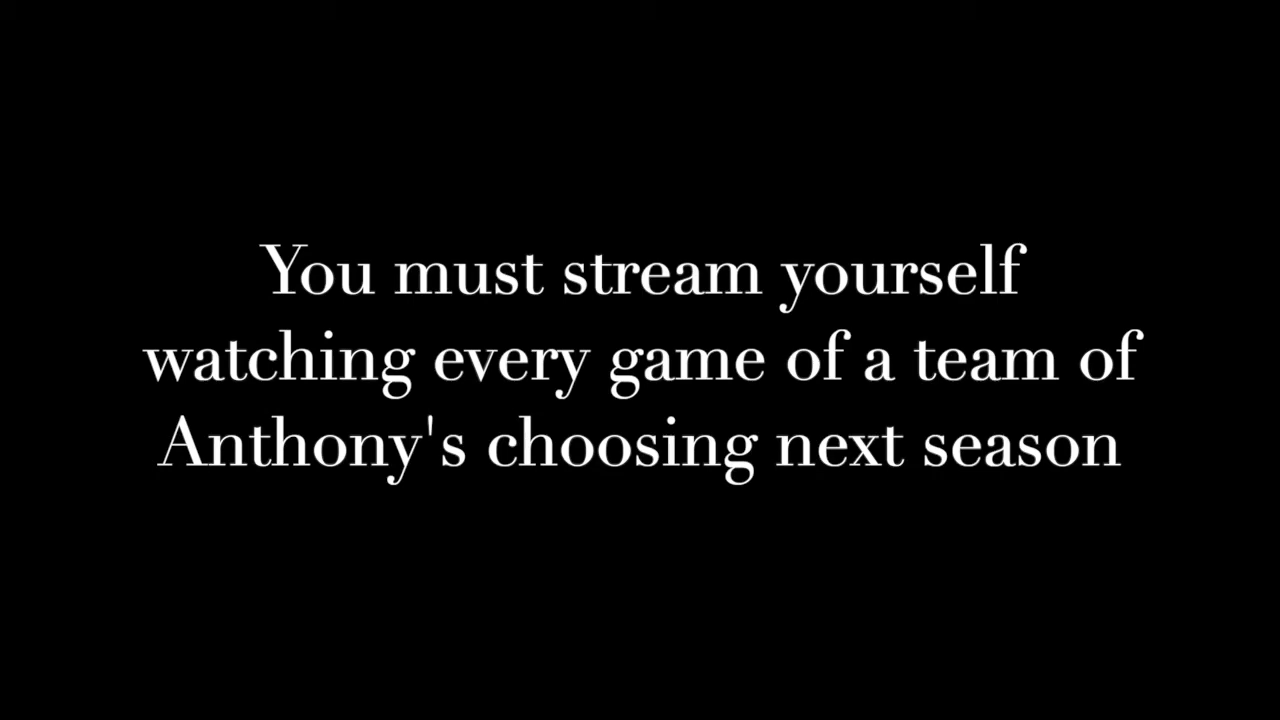 You must stream yourself
watching every game of a team of
Anthony's choosing next season